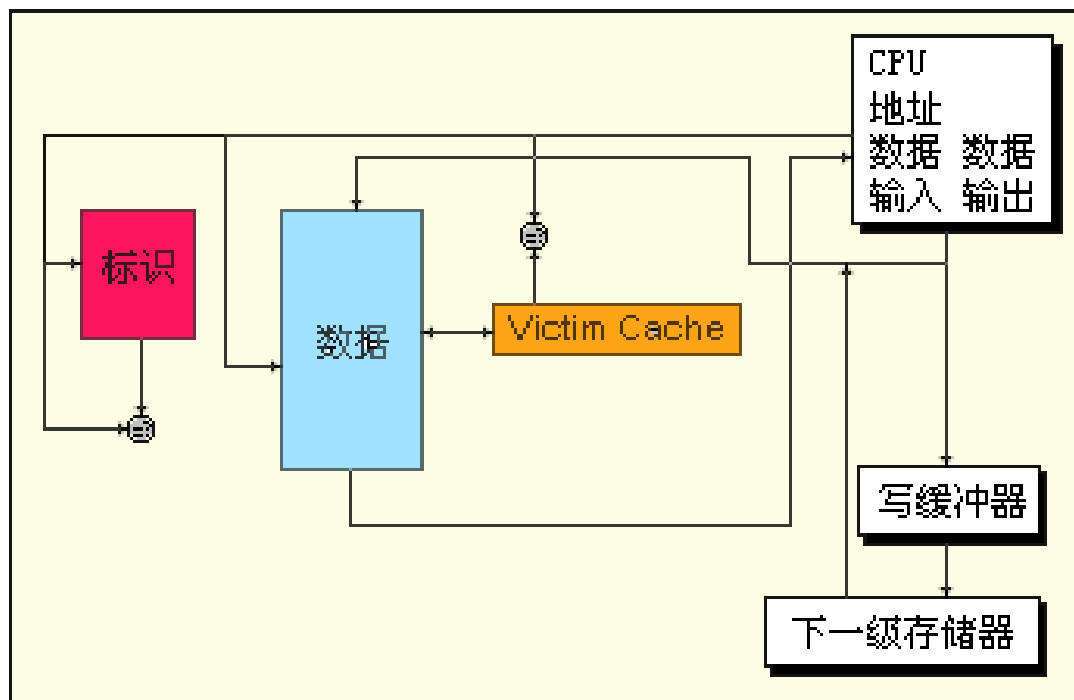 CPU
地址
数据 数据
输入 输出
标识
数据
Victim Cache
写缓冲器
下一级存储器